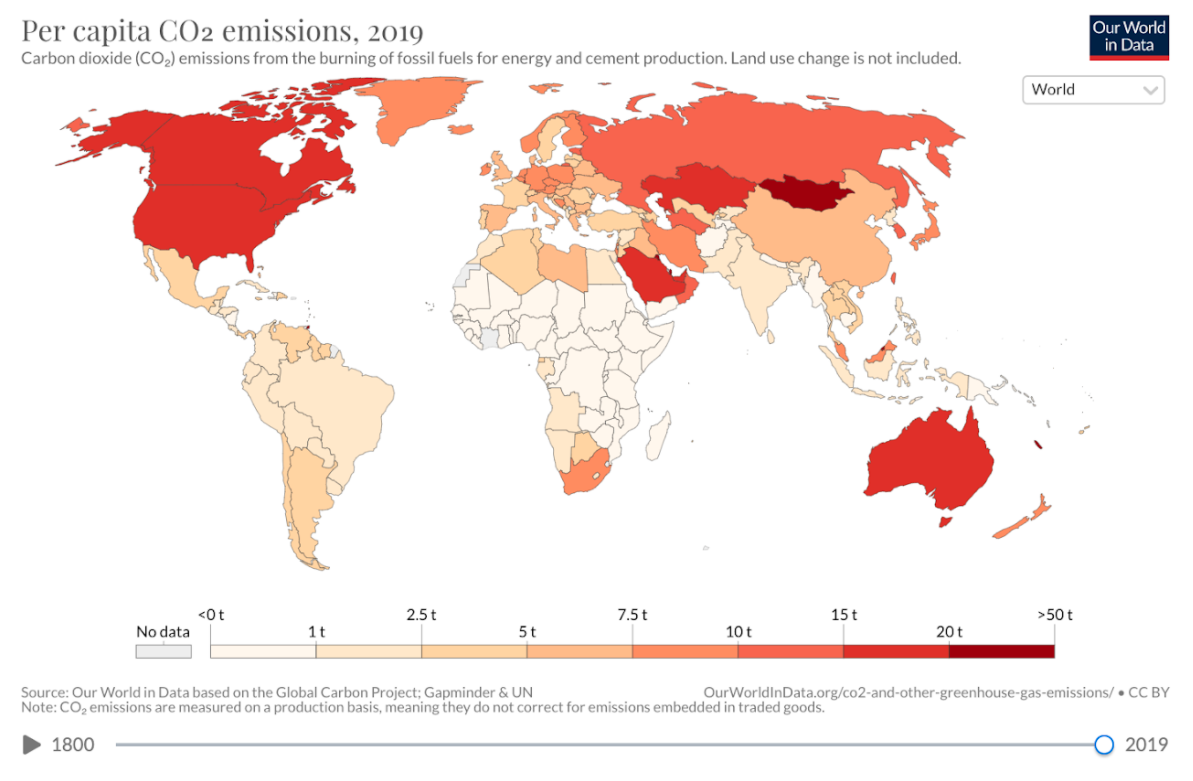 Per capita CO₂ emissions, 2019
Our World
in Data
Carbon dioxide (CO₂) emissions from the burning of fossil fuels for energy and cement production. Land use change is not included.
World
No data
<0 t
1 t
2.5 t
5 t
7.5 t
10 t
15 t
20 t
>50 t
Source: Our World in Data based on the Global Carbon Project; Gapminder & UN
OurWorldInData.org/co2-and-other-greenhouse-gas-emissions/ • CC BY
Note: CO₂ emissions are measured on a production basis, meaning they do not correct for emissions embedded in traded goods.
1800
2019